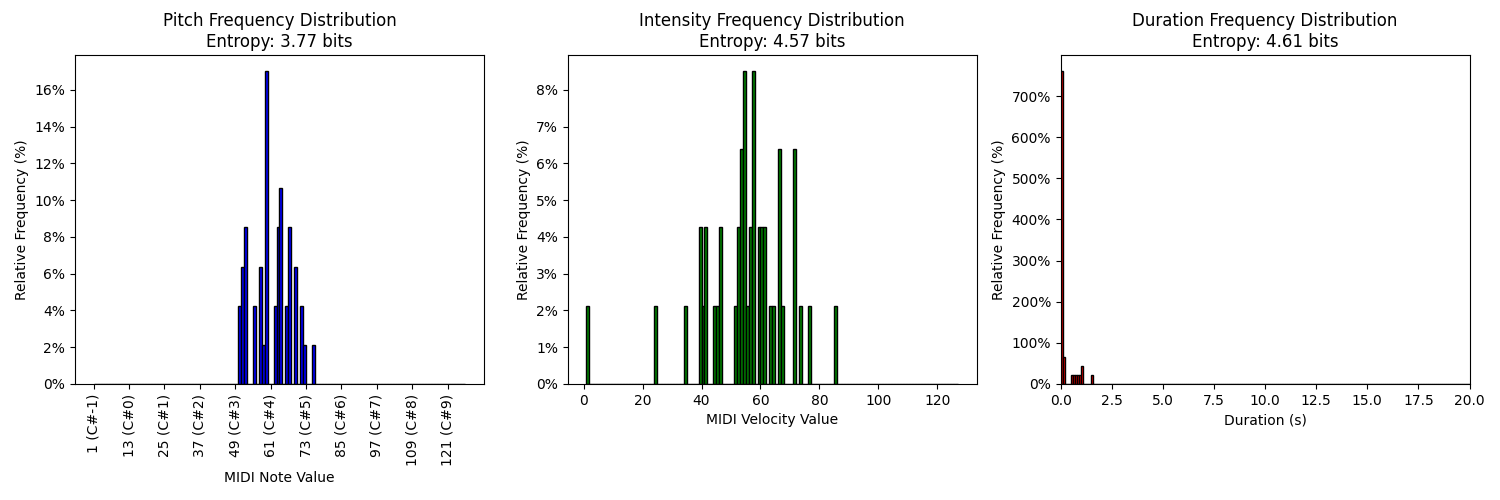 Pitch Frequency Distribution
Entropy: 3.77 bits
Relative Frequency (%)
16%
14%
12%
10%
8%
6%
4%
2%
0%
1 (C#-1)
13 (C#0)
25 (C#1)
37 (C#2)
49 (C#3)
61 (C#4)
73 (C#5)
85 (C#6)
97 (C#7)
109 (C#8)
121 (C#9)
MIDI Note Value
Intensity Frequency Distribution
Entropy: 4.57 bits
Relative Frequency (%)
8%
7%
6%
5%
4%
3%
2%
1%
0%
0
20
40
60
80
100
120
MIDI Velocity Value
Duration Frequency Distribution
Entropy: 4.61 bits
Relative Frequency (%)
700%
600%
500%
400%
300%
200%
100%
0%
0.0
2.5
5.0
7.5
10.0
12.5
15.0
17.5
20.0
Duration (s)